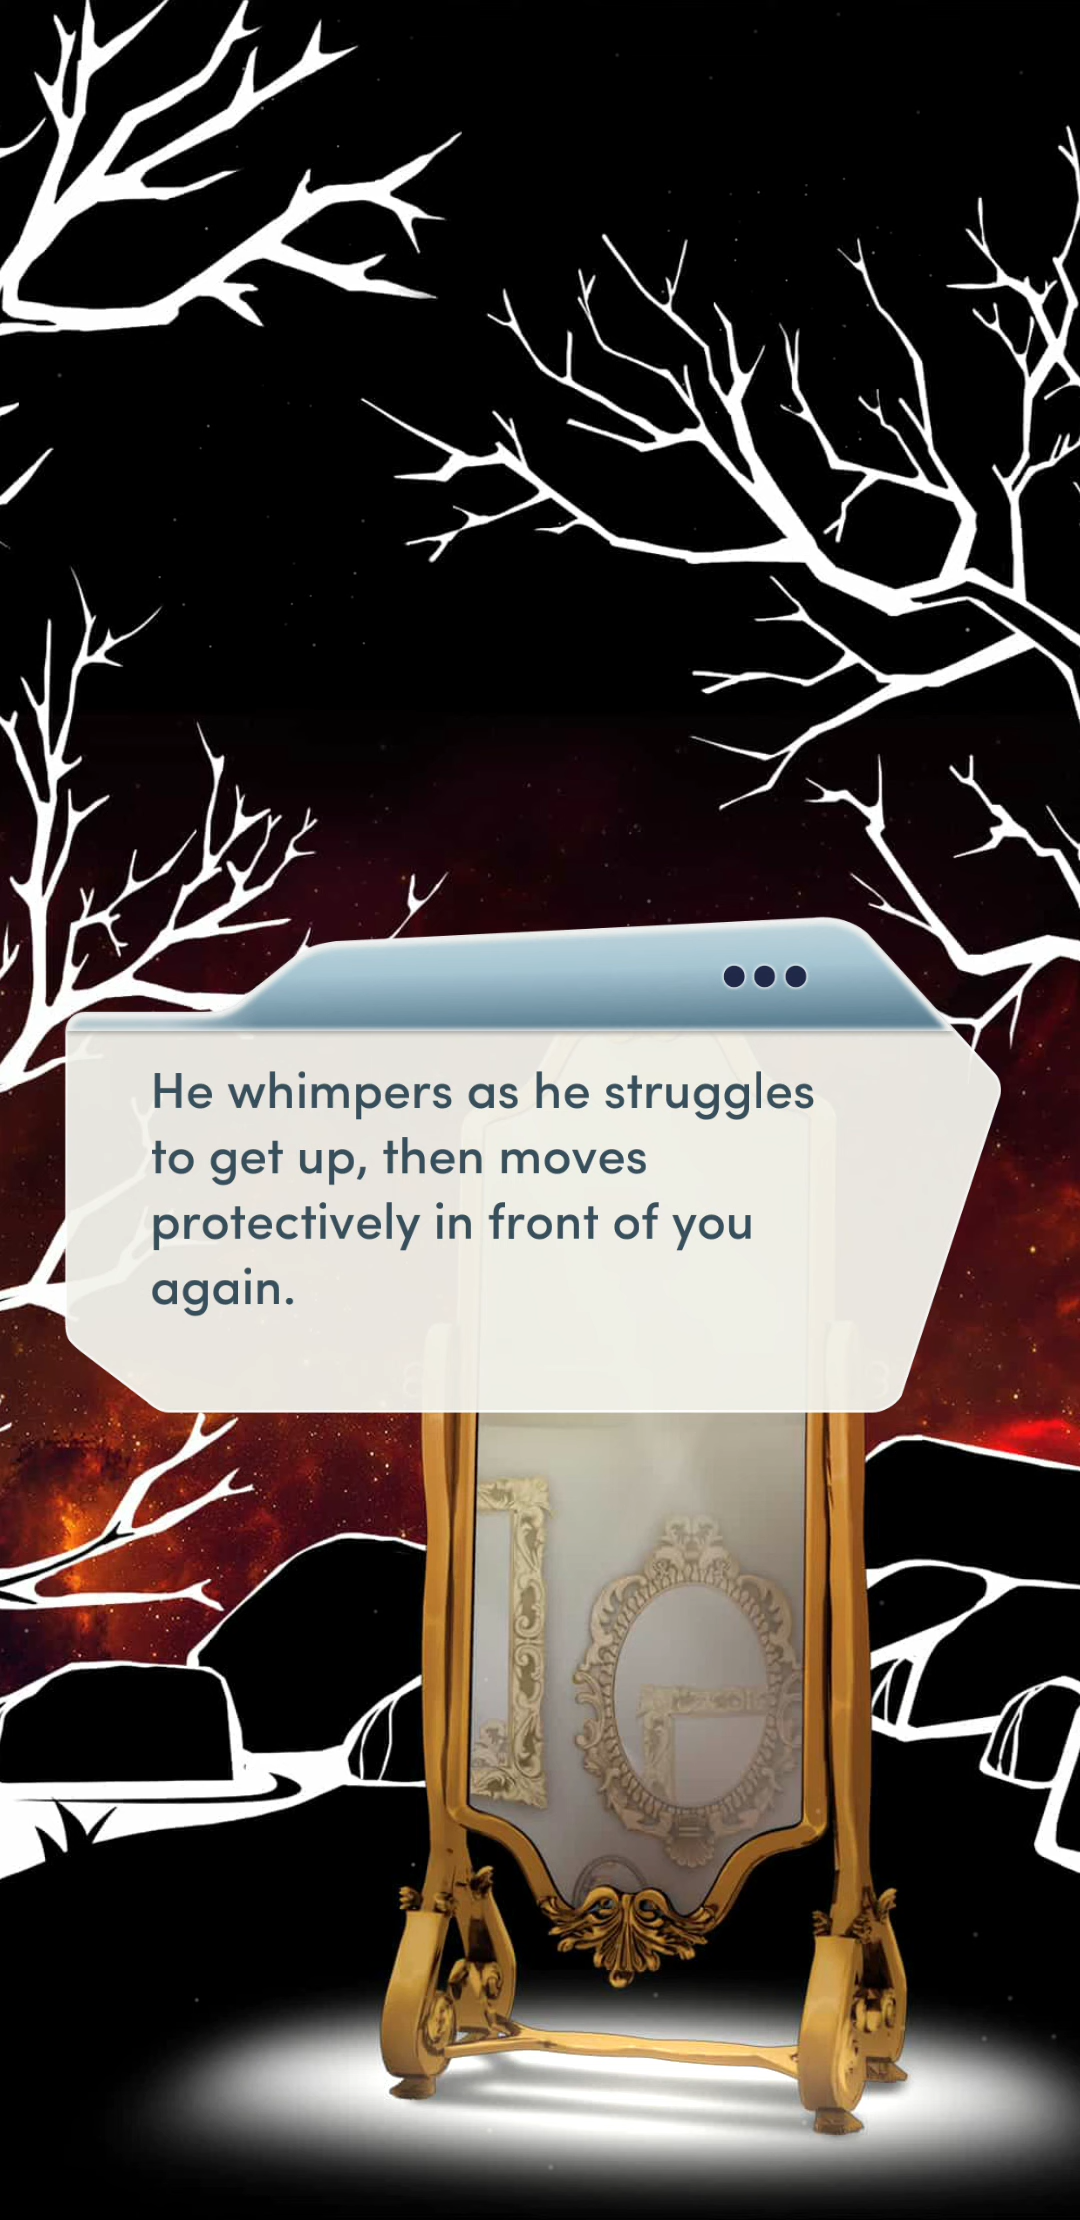 He whimpers as he struggles
to get up, then moves
protectively in front of you
again.